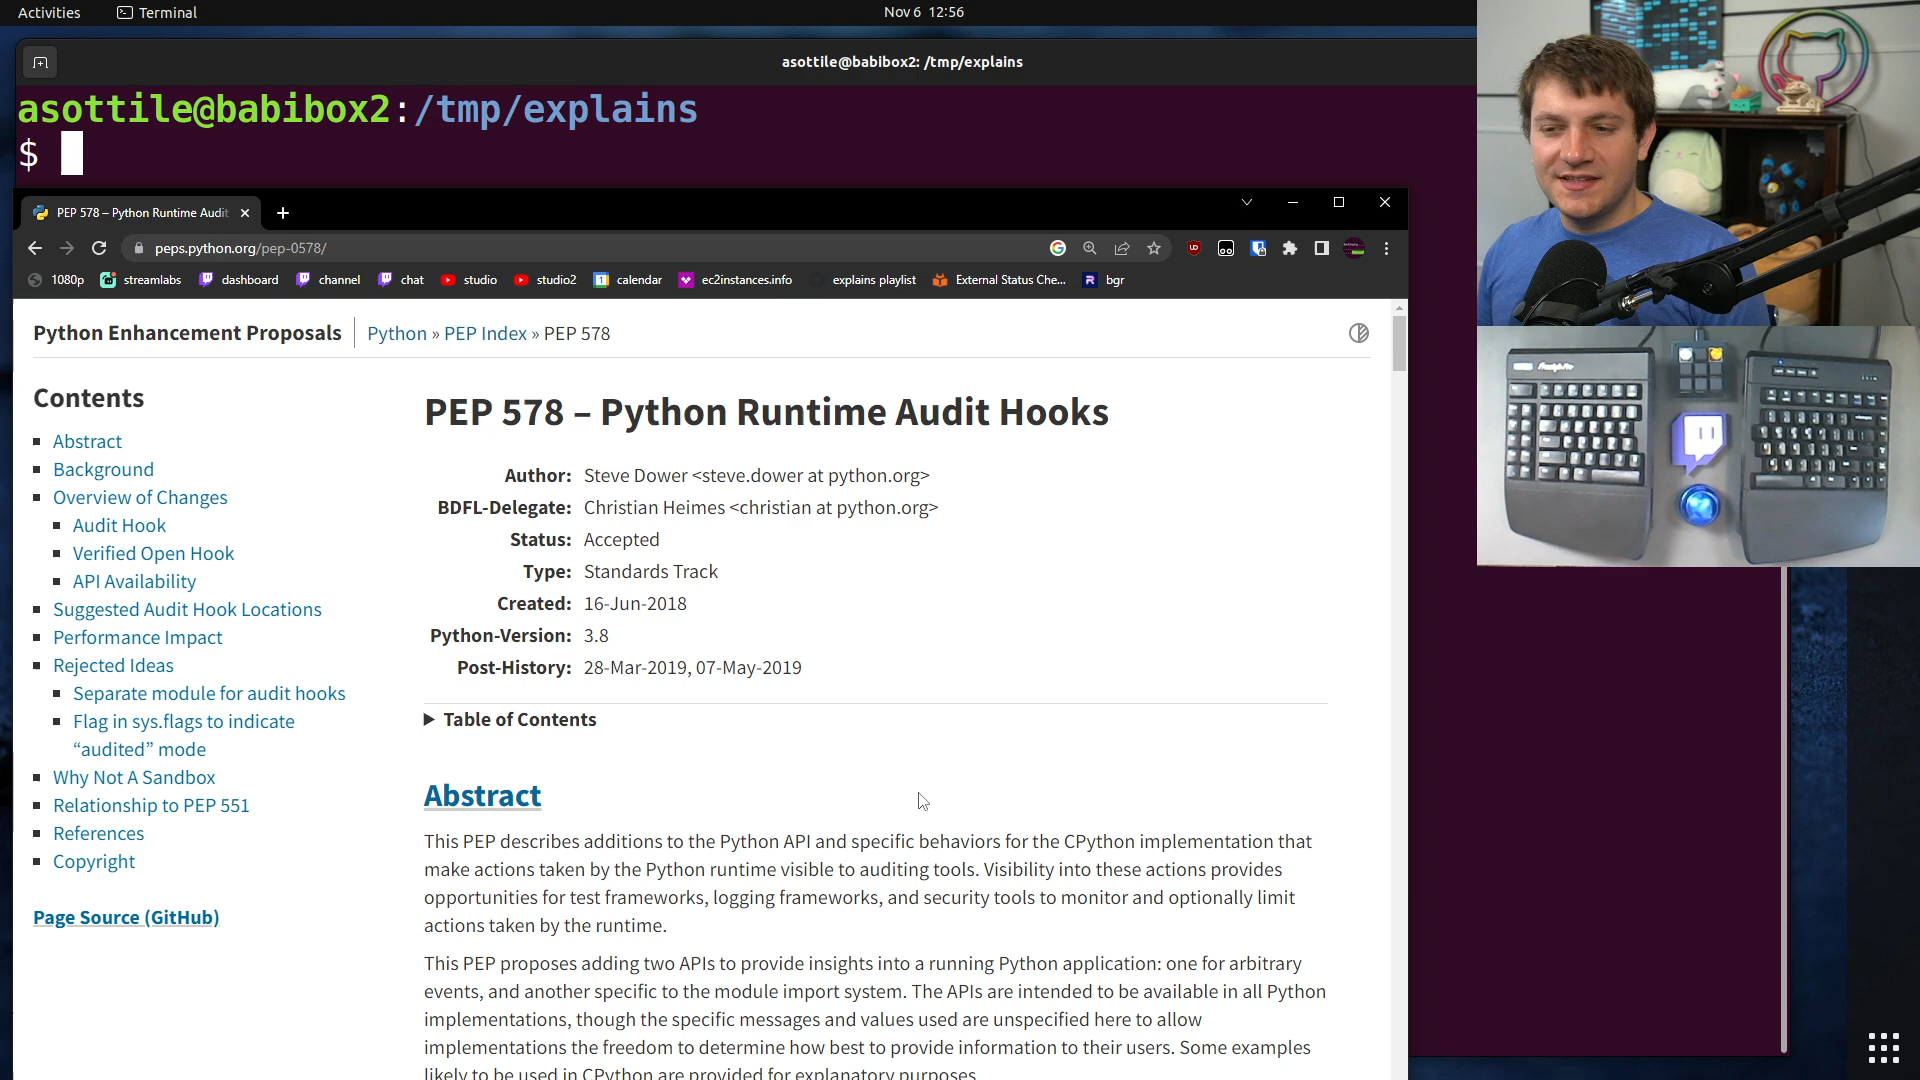 Activities
Terminal
Nov 6 12:56
asottile@babibox2: /tmp/explains
asottile@babibox2:/tmp/explains
$
PEP 578 – Python Runtime Audit
peps.python.org/pep-0578/
1080p
streamlabs
dashboard
channel
chat
studio
studio2
calendar
ec2instances.info
explains playlist
External Status Che...
bgr
Python Enhancement Proposals
Python » PEP Index » PEP 578
Contents
Abstract
Background
Overview of Changes
Audit Hook
Verified Open Hook
API Availability
Suggested Audit Hook Locations
Performance Impact
Rejected Ideas
Separate module for audit hooks
Flag in sys.flags to indicate
“audited” mode
Why Not A Sandbox
Relationship to PEP 551
References
Copyright
Page Source (GitHub)
PEP 578 – Python Runtime Audit Hooks
Author: Steve Dower <steve.dower at python.org>
BDFL-Delegate: Christian Heimes <christian at python.org>
Status: Accepted
Type: Standards Track
Created: 16-Jun-2018
Python-Version: 3.8
Post-History: 28-Mar-2019, 07-May-2019
Table of Contents
Abstract
This PEP describes additions to the Python API and specific behaviors for the CPython implementation that
make actions taken by the Python runtime visible to auditing tools. Visibility into these actions provides
opportunities for test frameworks, logging frameworks, and security tools to monitor and optionally limit
actions taken by the runtime.
This PEP proposes adding two APIs to provide insights into a running Python application: one for arbitrary
events, and another specific to the module import system. The APIs are intended to be available in all Python
implementations, though the specific messages and values used are unspecified here to allow
implementations the freedom to determine how best to provide information to their users. Some examples
likely to be used in CPython are provided for explanatory purposes.